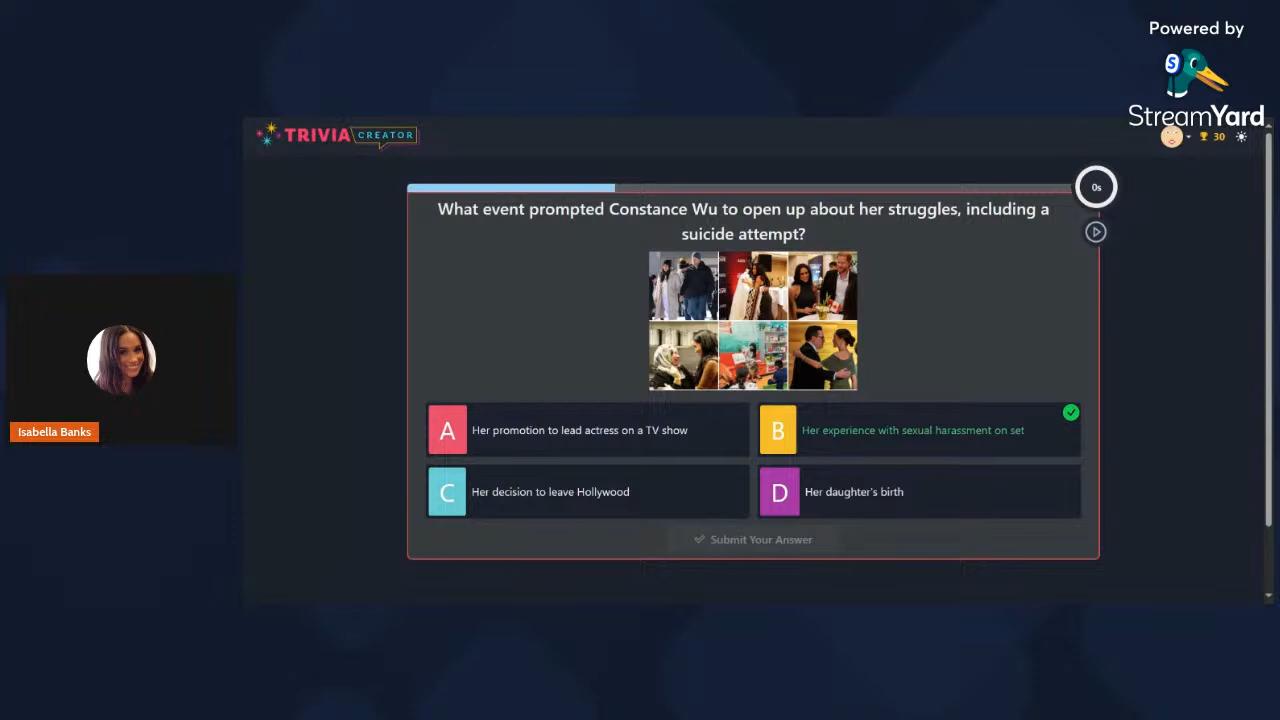 Powered by
S
StreamYard
TRIVIA CREATOR
30
0s
What event prompted Constance Wu to open up about her struggles, including a
suicide attempt?
A Her promotion to lead actress on a TV show
B Her experience with sexual harassment on set
C Her decision to leave Hollywood
D Her daughter's birth
Submit Your Answer
Isabella Banks